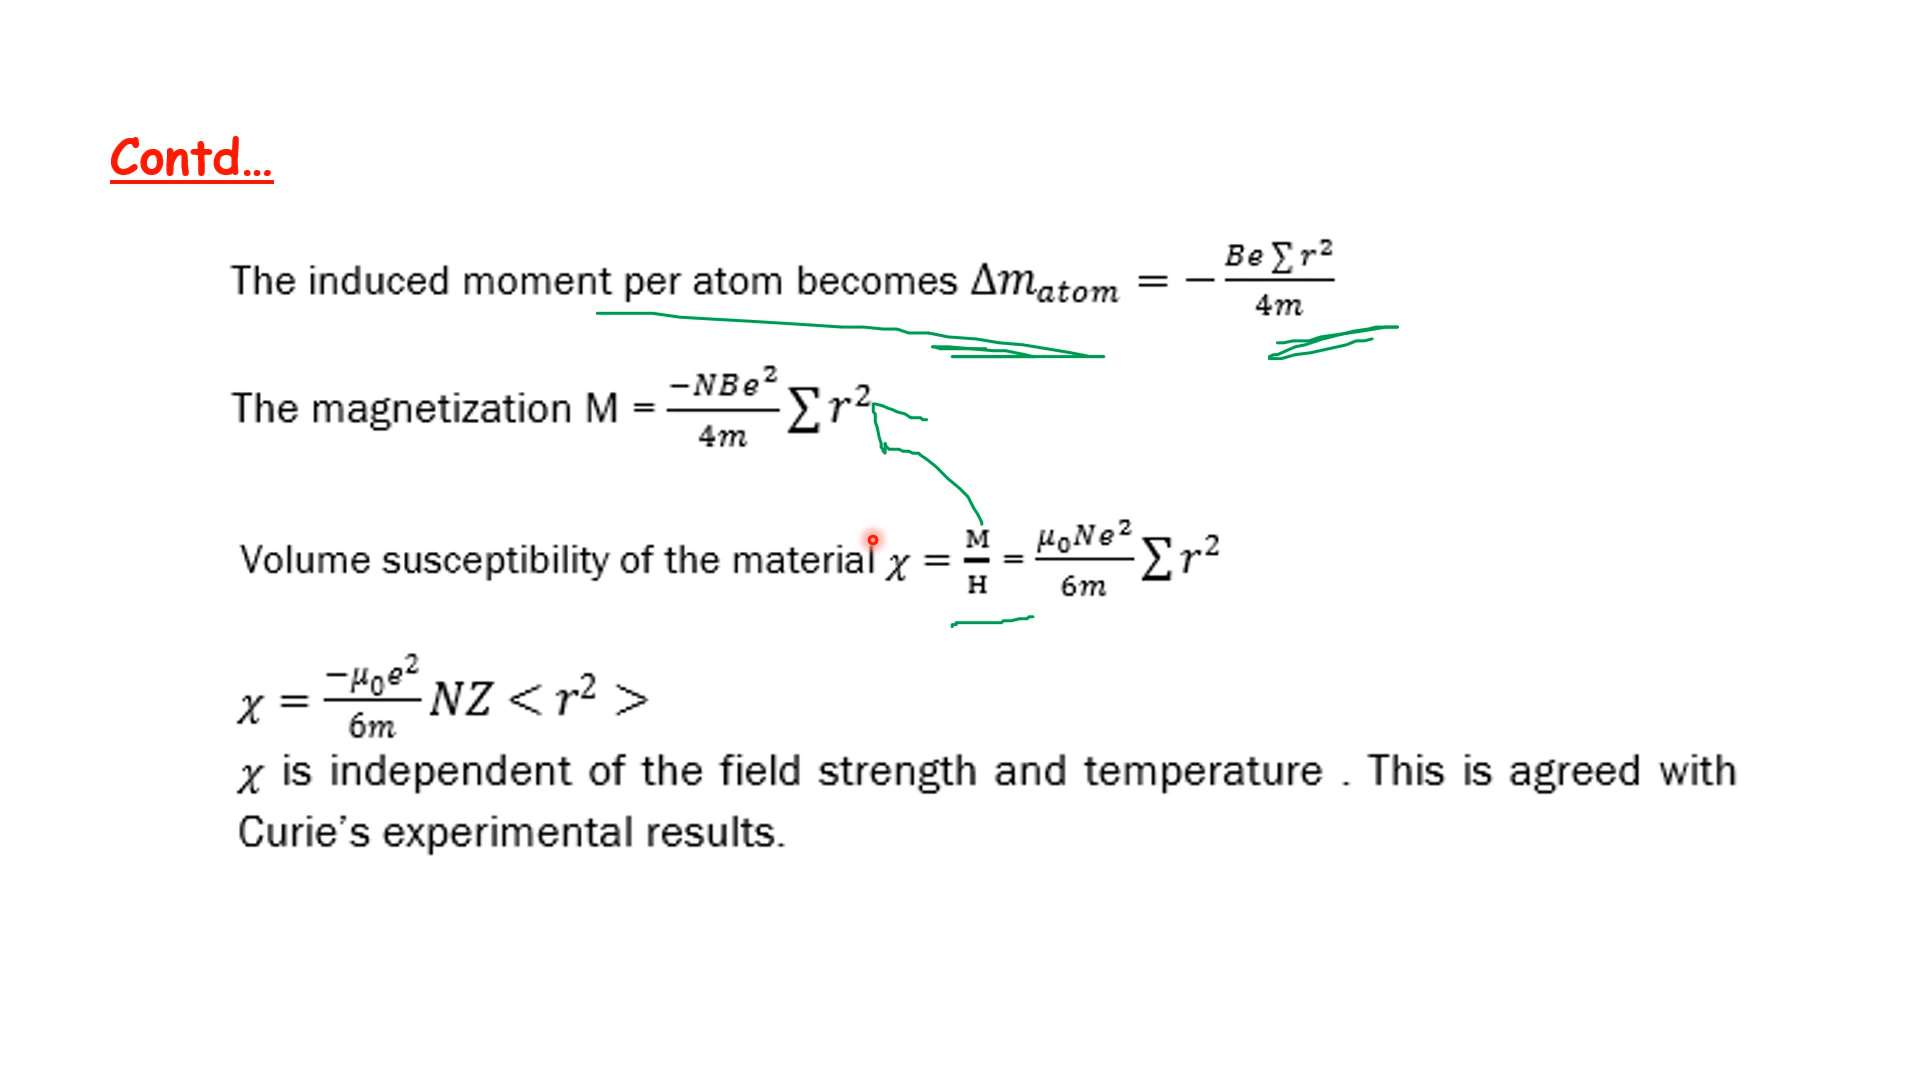 Contd...
The induced moment per atom becomes Δm_atom = − Be∑r²/4m
The magnetization M = −NBe²/4m ∑r²
Volume susceptibility of the material χ = M/H = μ₀Ne²/6m ∑r²
χ = −μ₀e²/6m NZ < r² >
χ is independent of the field strength and temperature . This is agreed with
Curie’s experimental results.